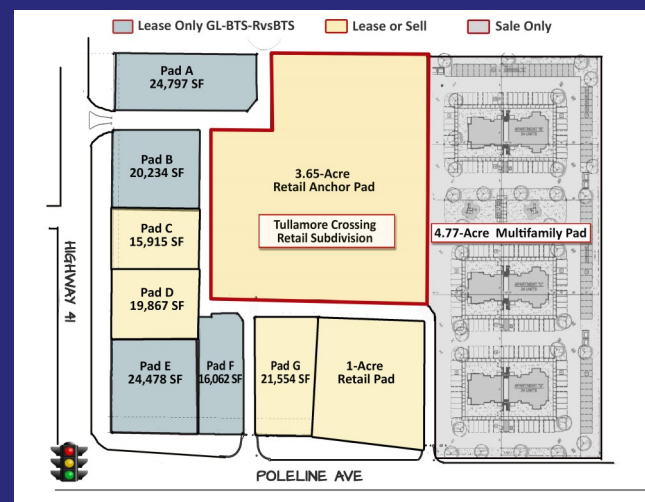 Lease Only GL-BTS-RvsBTS
Lease or Sell
Sale Only
Pad A
24,797 SF
Pad B
20,234 SF
3.65-Acre
Retail Anchor Pad
Pad C
15,915 SF
Tullamore Crossing
Retail Subdivision
4.77-Acre Multifamily Pad
HIGHWAY 41
Pad D
19,867 SF
Pad E
24,478 SF
Pad F
16,062 SF
Pad G
21,554 SF
1-Acre
Retail Pad
POLELINE AVE